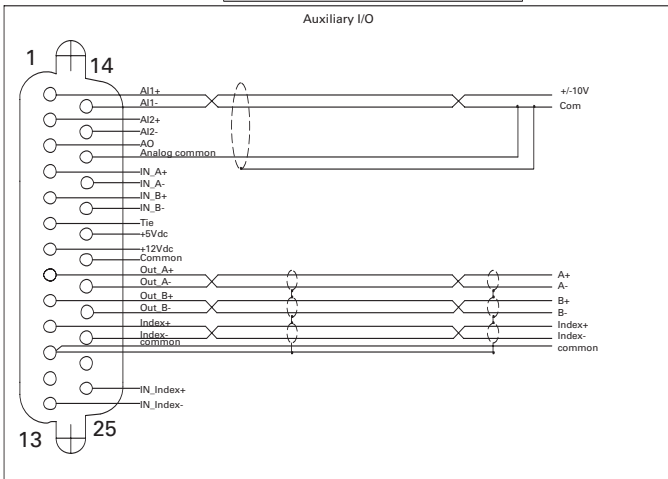 Auxiliary I/O
1
14
AI1+
+/-10V
AI1-
Com
AI2+
AI2-
AO
Analog common
IN_A+
IN_A-
IN_B+
IN_B-
Tie
+5Vdc
+12Vdc
Common
Out_A+
A+
Out_A-
A-
Out_B+
B+
Out_B-
B-
Index+
Index+
Index-
Index-
common
common
IN_Index+
IN_Index-
13
25